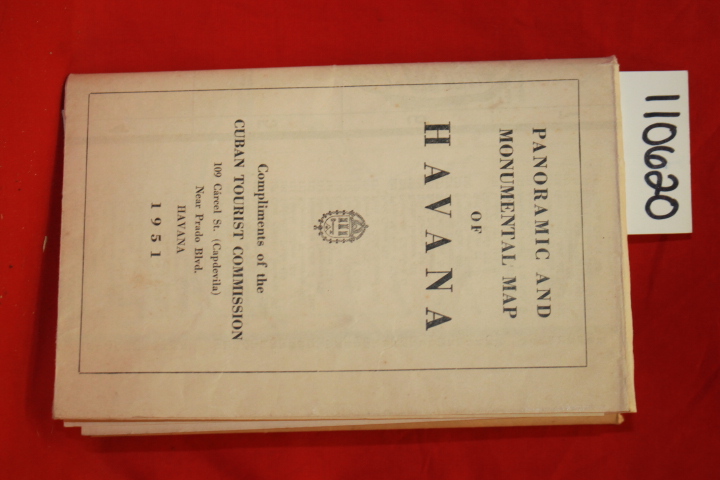 PANORAMIC AND
MONUMENTAL MAP
OF
HAVANA
Compliments of the
CUBAN TOURIST COMMISSION
109 Cárcel St. (Capdevila)
Near Prado Blvd.
HAVANA
1951
110620